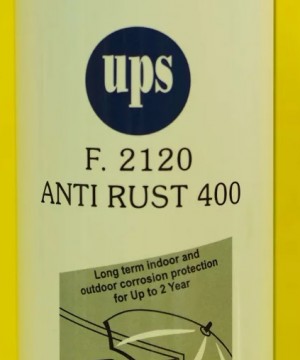 ups
F. 2120
ANTI RUST 400
Long term indoor and
outdoor corrosion protection
for Up to 2 Year